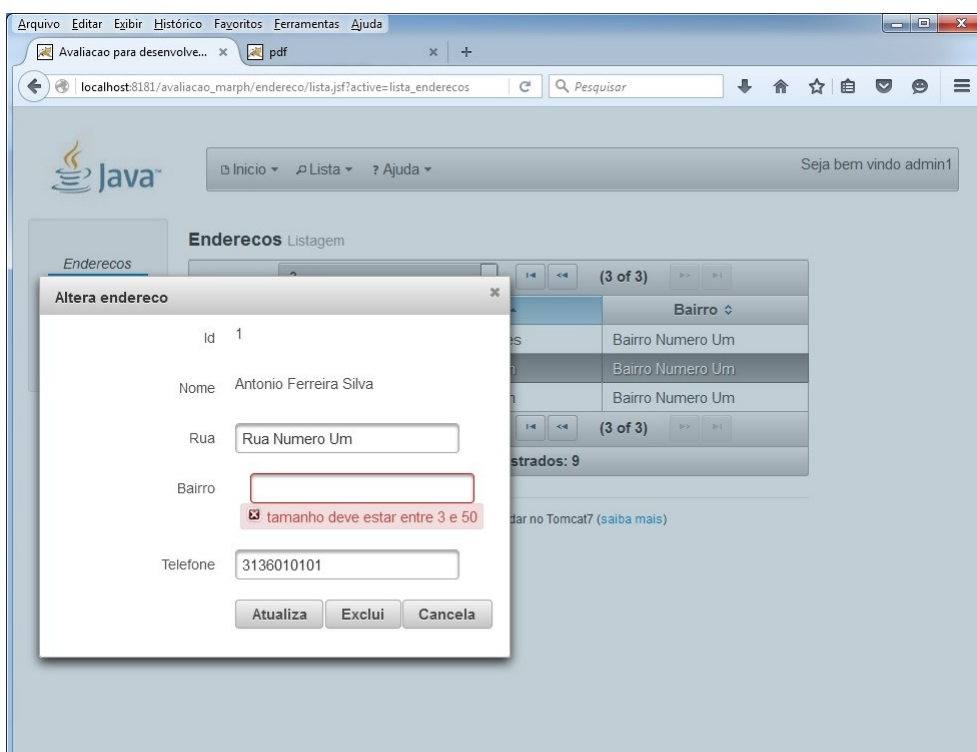 Arquivo Editar Exibir Histórico Favoritos Ferramentas Ajuda
Avaliacao para desenvolve... × pdf × +
localhost:8181/avaliacao_marph/endereco/lista.jsf?active=lista_enderecos
Pesquisar
Java
Inicio Lista ? Ajuda
Seja bem vindo admin1
Enderecos
Enderecos Listagem
(3 of 3)
Bairro
Bairro Numero Um
Bairro Numero Um
Bairro Numero Um
(3 of 3)
strados: 9
dar no Tomcat7 (saiba mais)
Altera endereco
Id 1
Nome Antonio Ferreira Silva
Rua Rua Numero Um
Bairro
tamanho deve estar entre 3 e 50
Telefone 3136010101
Atualiza Exclui Cancela